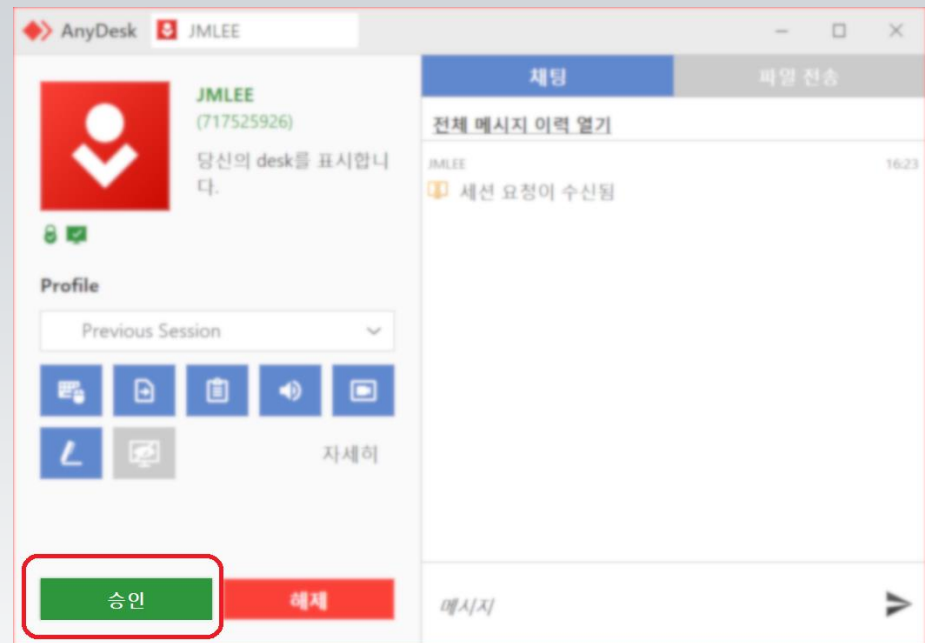 AnyDesk
JMLEE
JMLEE
(717525926)
당신의 desk를 표시합니
다.
Profile
Previous Session
자세히
승인
해제
채팅
파일 전송
전체 메시지 이력 열기
JMLEE
16:23
세션 요청이 수신됨
메시지